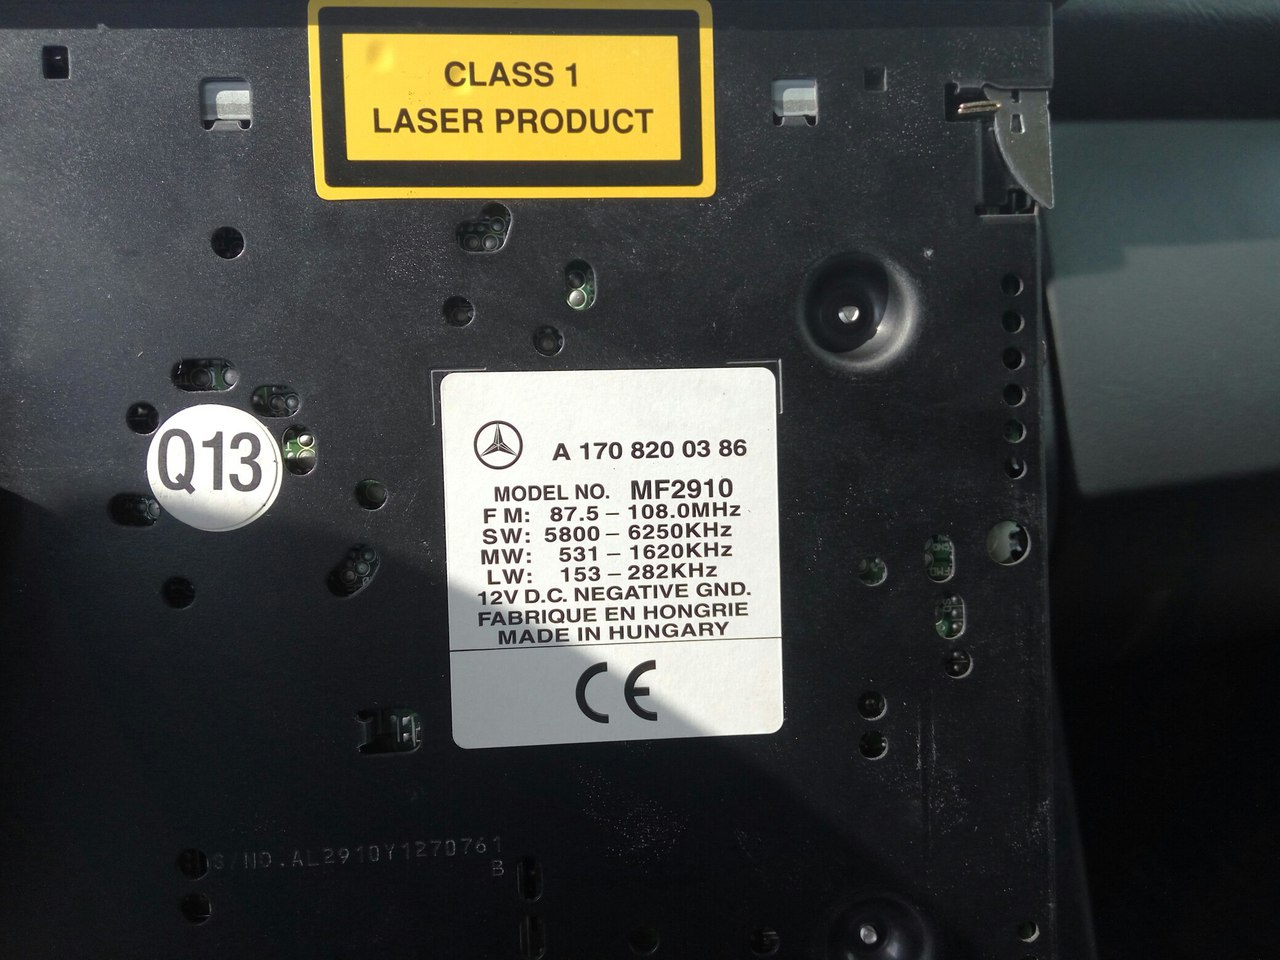 CLASS 1
LASER PRODUCT
Q13
A 170 820 03 86
MODEL NO. MF2910
FM: 87.5 – 108.0MHz
SW: 5800 – 6250KHz
MW: 531 – 1620KHz
LW: 153 – 282KHz
12V D.C. NEGATIVE GND.
FABRIQUE EN HONGRIE
MADE IN HUNGARY
CE
S/NO.AL2910Y1270761
B